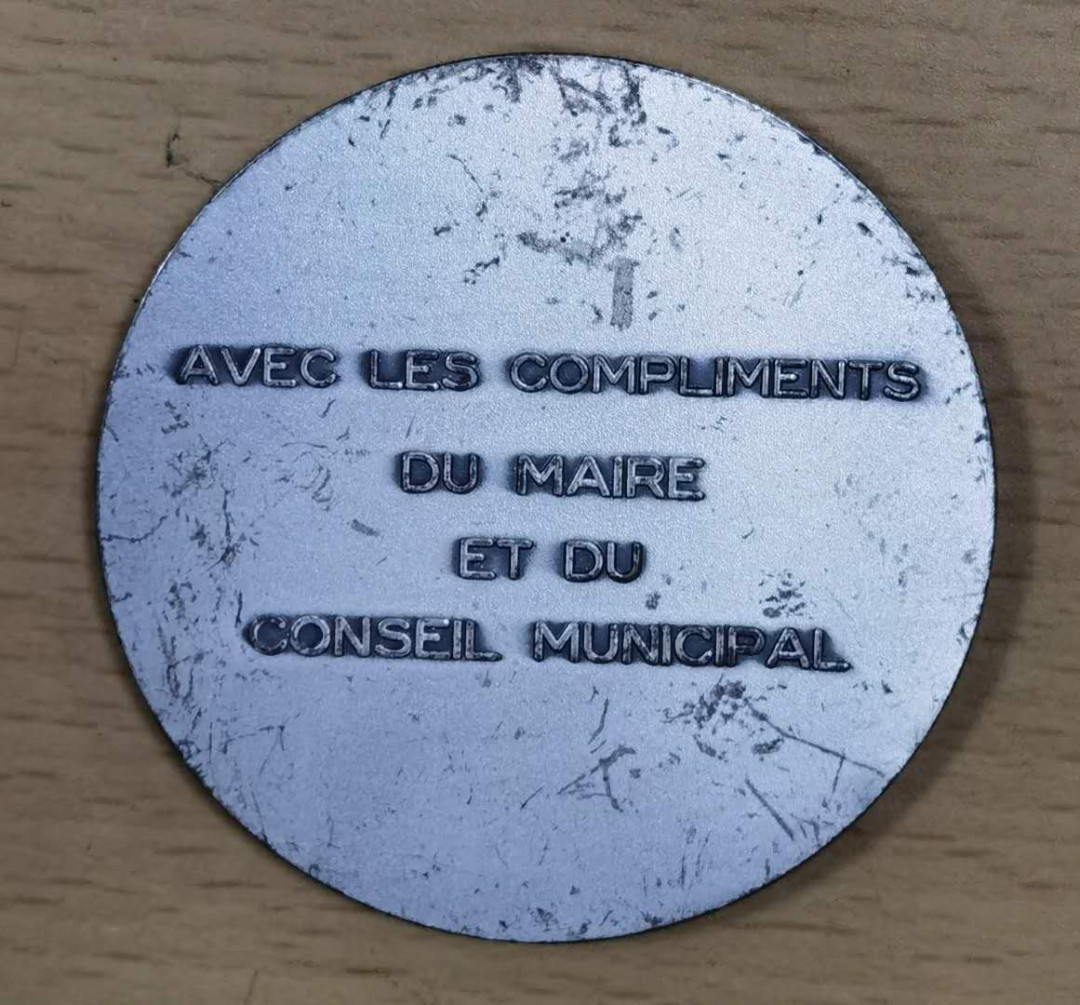 AVEC LES COMPLIMENTS
DU MAIRE
ET DU
CONSEIL MUNICIPAL